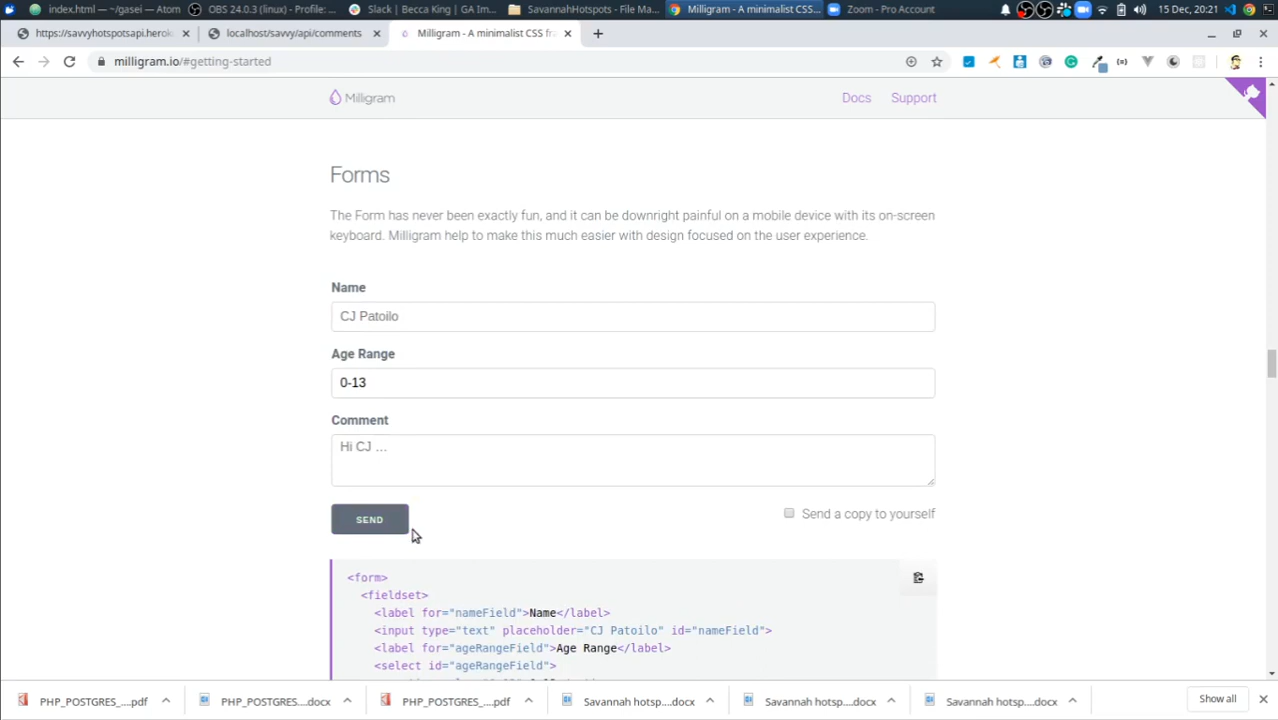 index.html — ~/gasei — Atom
OBS 24.0.3 (linux) - Profile: ...
Slack | Becca King | GA Im...
SavannahHotspots - File Ma...
Milligram - A minimalist CSS...
Zoom - Pro Account
15 Dec, 20:21
https://savvyhotspotsapi.herok
localhost/savvy/api/comments
Milligram - A minimalist CSS fra
milligram.io/#getting-started
Milligram
Docs
Support
Forms
The Form has never been exactly fun, and it can be downright painful on a mobile device with its on-screen
keyboard. Milligram help to make this much easier with design focused on the user experience.
Name
CJ Patoilo
Age Range
0-13
Comment
Hi CJ …
SEND
Send a copy to yourself
<form>
<fieldset>
<label for="nameField">Name</label>
<input type="text" placeholder="CJ Patoilo" id="nameField">
<label for="ageRangeField">Age Range</label>
<select id="ageRangeField">
PHP_POSTGRES_....pdf
PHP_POSTGRES_....docx
PHP_POSTGRES_....pdf
Savannah hotsp....docx
Savannah hotsp....docx
Savannah hotsp....docx
Show all